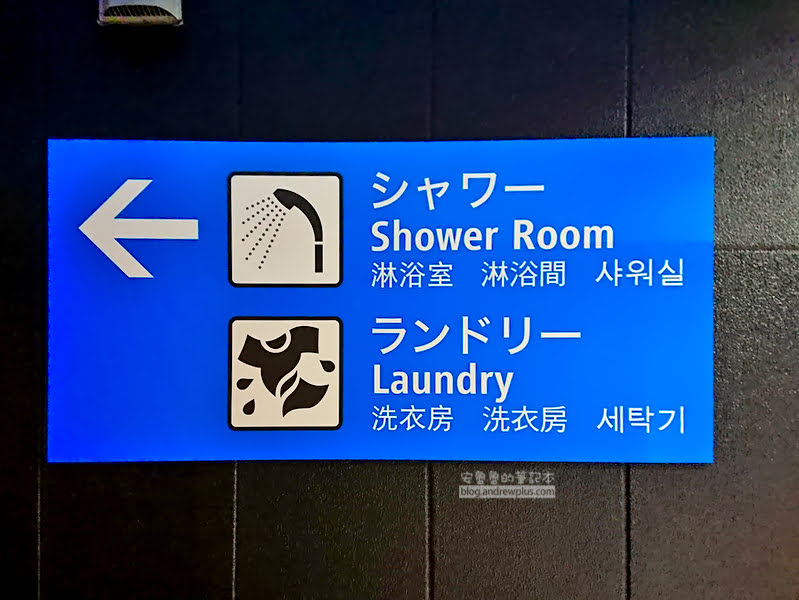 シャワー
Shower Room
淋浴室 淋浴間 샤워실
ランドリー
Laundry
洗衣房 洗衣房 세탁기
安墨墨的筆記本
blog.andrewplus.com